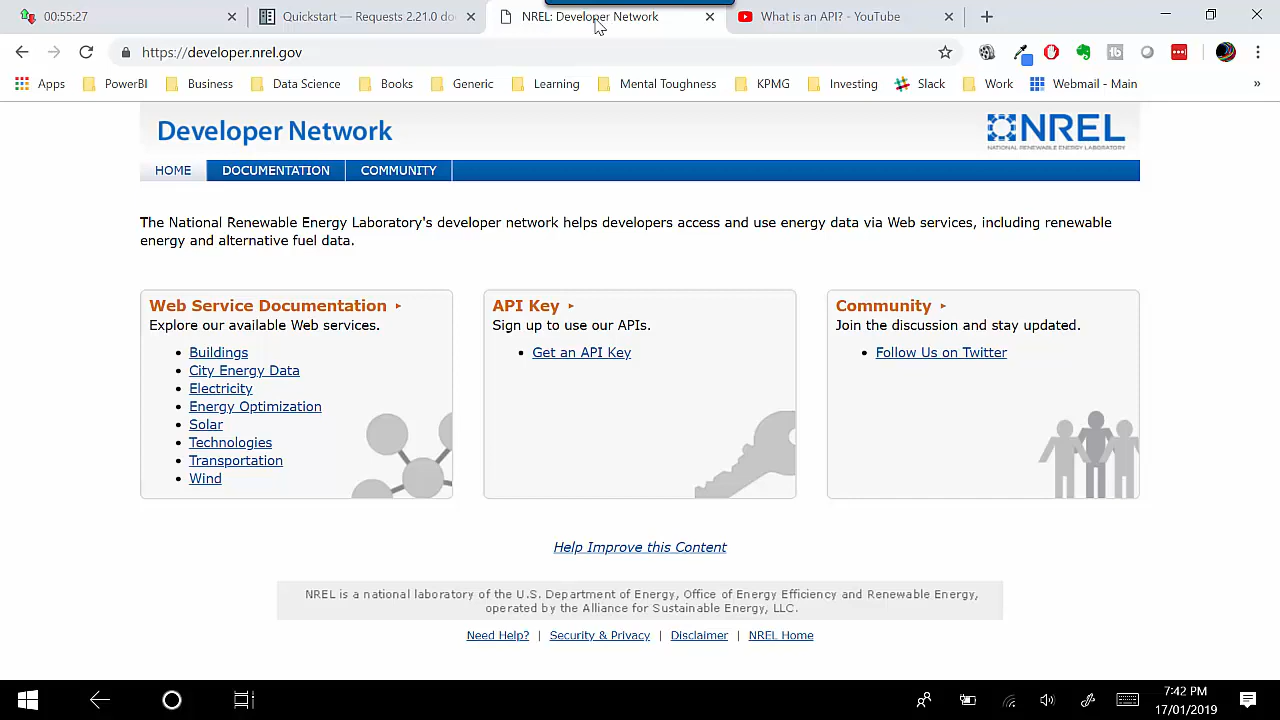 00:55:27
Quickstart — Requests 2.21.0 do
NREL: Developer Network
What is an API? - YouTube
https://developer.nrel.gov
Apps
PowerBI
Business
Data Scien
Books
Generic
Learning
Mental Toughness
KPMG
Investing
Slack
Work
Webmail - Main
»
Developer Network
NREL
NATIONAL RENEWABLE ENERGY LABORATORY
HOME
DOCUMENTATION
COMMUNITY
The National Renewable Energy Laboratory's developer network helps developers access and use energy data via Web services, including renewable
energy and alternative fuel data.
Web Service Documentation
Explore our available Web services.
• Buildings
• City Energy Data
• Electricity
• Energy Optimization
• Solar
• Technologies
• Transportation
• Wind
API Key
Sign up to use our APIs.
• Get an API Key
Community
Join the discussion and stay updated.
• Follow Us on Twitter
Help Improve this Content
NREL is a national laboratory of the U.S. Department of Energy, Office of Energy Efficiency and Renewable Energy,
operated by the Alliance for Sustainable Energy, LLC.
Need Help? | Security & Privacy | Disclaimer | NREL Home
7:42 PM
17/01/2019